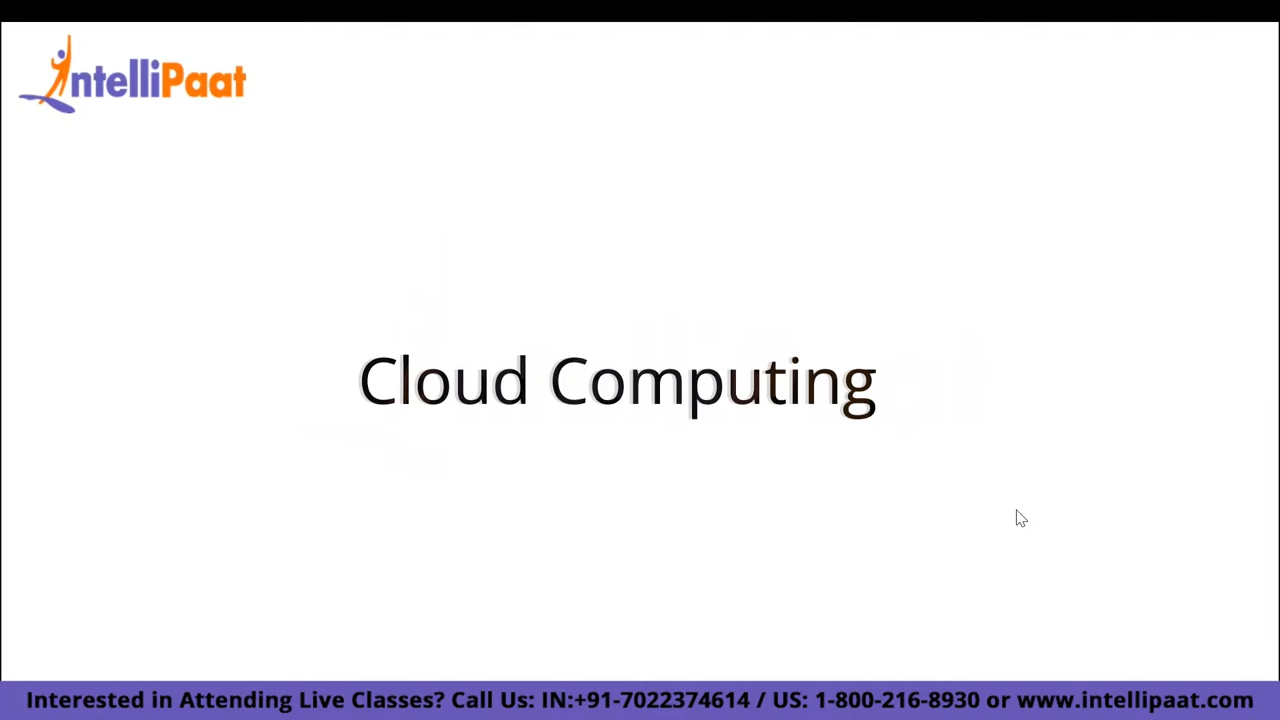 IntelliPaat
Cloud Computing
Interested in Attending Live Classes? Call Us: IN:+91-7022374614 / US: 1-800-216-8930 or www.intellipaat.com